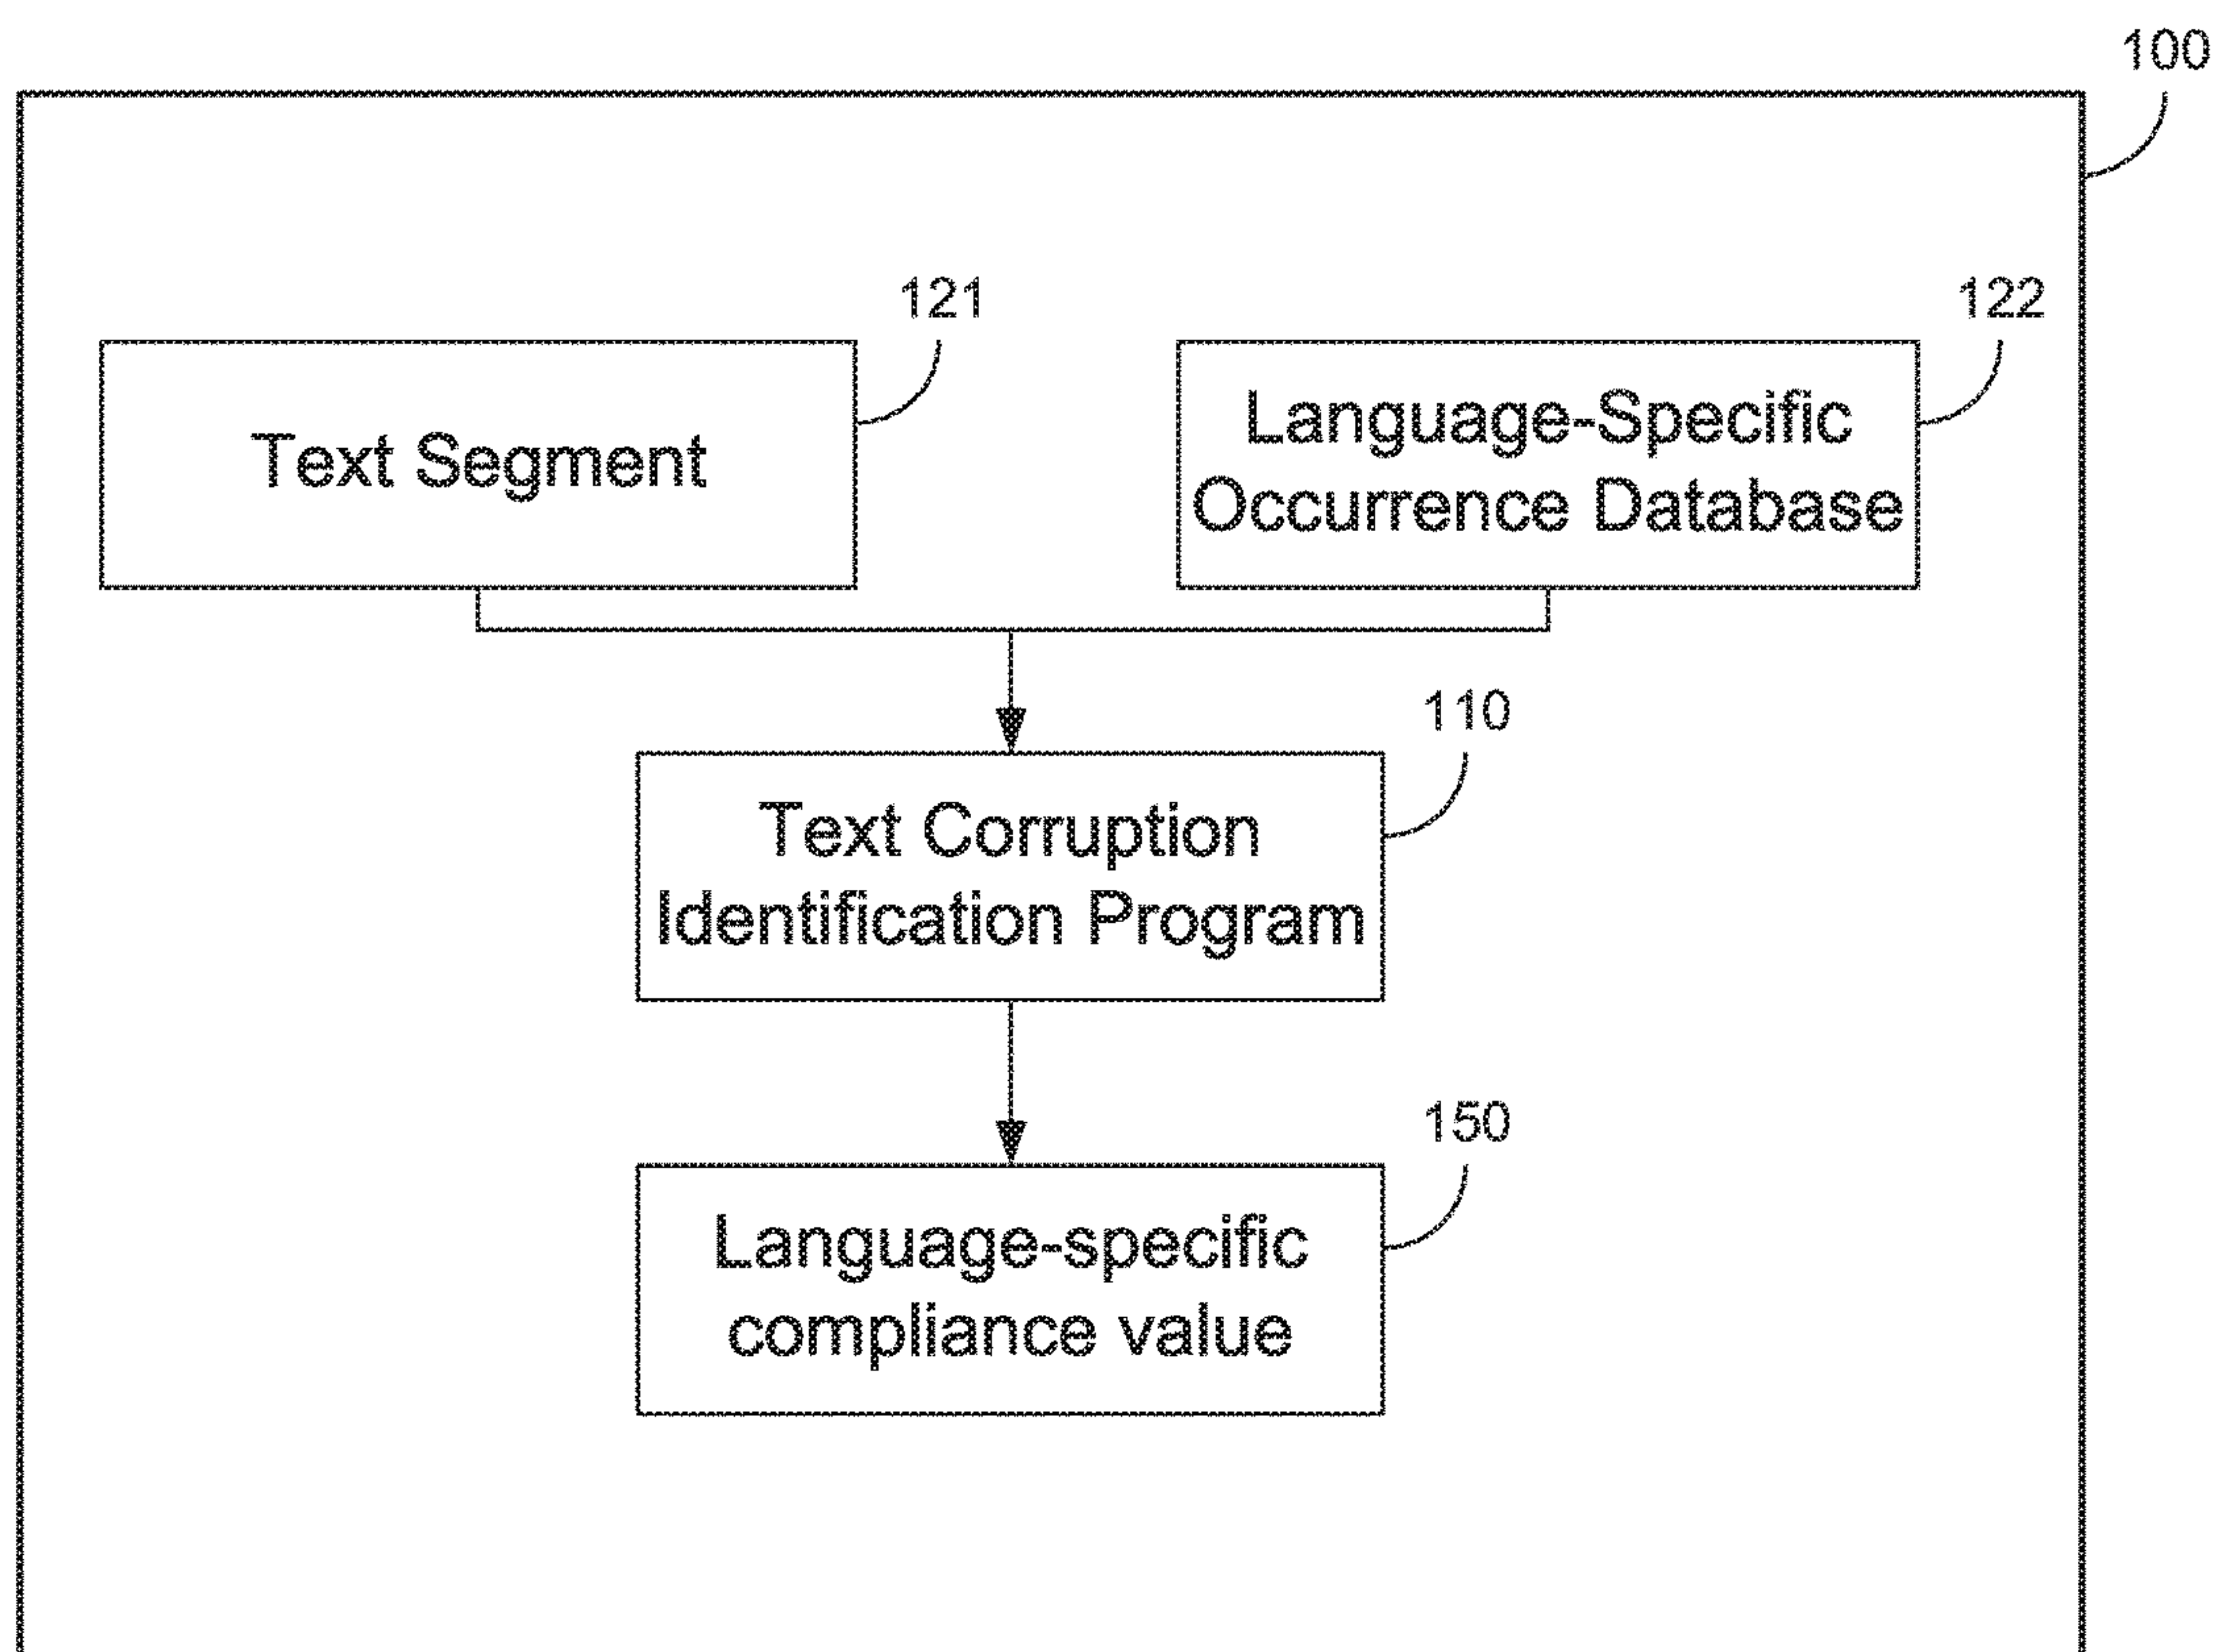 100
121
122
Text Segment
Language-Specific
Occurrence Database
110
Text Corruption
Identification Program
150
Language-specific
compliance value